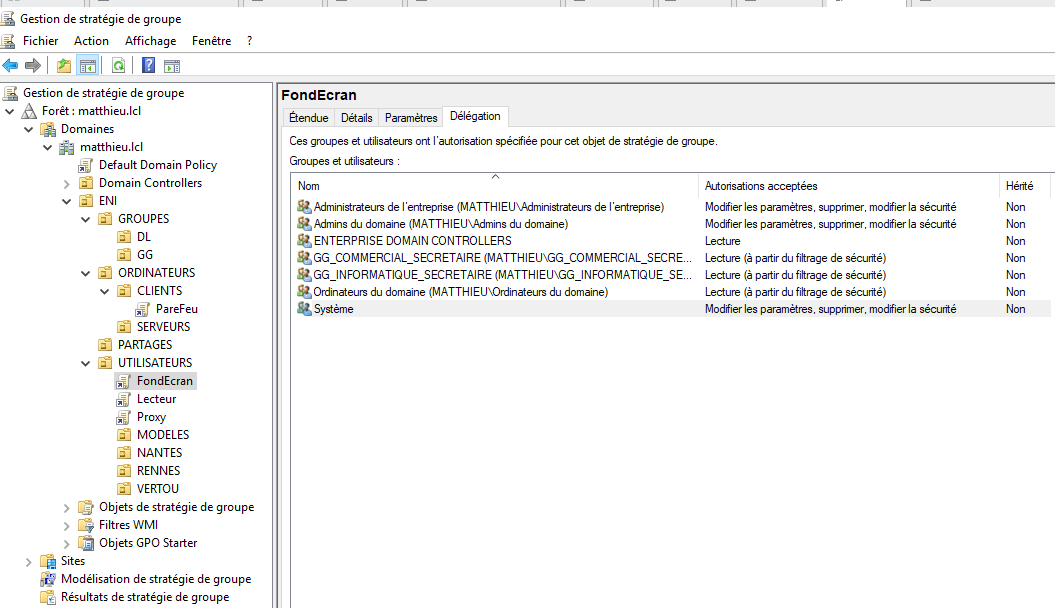 Gestion de stratégie de groupe
Fichier Action Affichage Fenêtre ?
Gestion de stratégie de groupe
Forêt : matthieu.lcl
Domaines
matthieu.lcl
Default Domain Policy
Domain Controllers
ENI
GROUPES
DL
GG
ORDINATEURS
CLIENTS
PareFeu
SERVEURS
PARTAGES
UTILISATEURS
FondEcran
Lecteur
Proxy
MODELES
NANTES
RENNES
VERTOU
Objets de stratégie de groupe
Filtres WMI
Objets GPO Starter
Sites
Modélisation de stratégie de groupe
Résultats de stratégie de groupe
FondEcran
Étendue Détails Paramètres Délégation
Ces groupes et utilisateurs ont l'autorisation spécifiée pour cet objet de stratégie de groupe.
Groupes et utilisateurs :
Nom Autorisations acceptées Hérité
Administrateurs de l'entreprise (MATTHIEU\Administrateurs de l'entreprise) Modifier les paramètres, supprimer, modifier la sécurité Non
Admins du domaine (MATTHIEU\Admins du domaine) Modifier les paramètres, supprimer, modifier la sécurité Non
ENTERPRISE DOMAIN CONTROLLERS Lecture Non
GG_COMMERCIAL_SECRETAIRE (MATTHIEU\GG_COMMERCIAL_SECRE... Lecture (à partir du filtrage de sécurité) Non
GG_INFORMATIQUE_SECRETAIRE (MATTHIEU\GG_INFORMATIQUE_SE... Lecture (à partir du filtrage de sécurité) Non
Ordinateurs du domaine (MATTHIEU\Ordinateurs du domaine) Lecture (à partir du filtrage de sécurité) Non
Système Modifier les paramètres, supprimer, modifier la sécurité Non